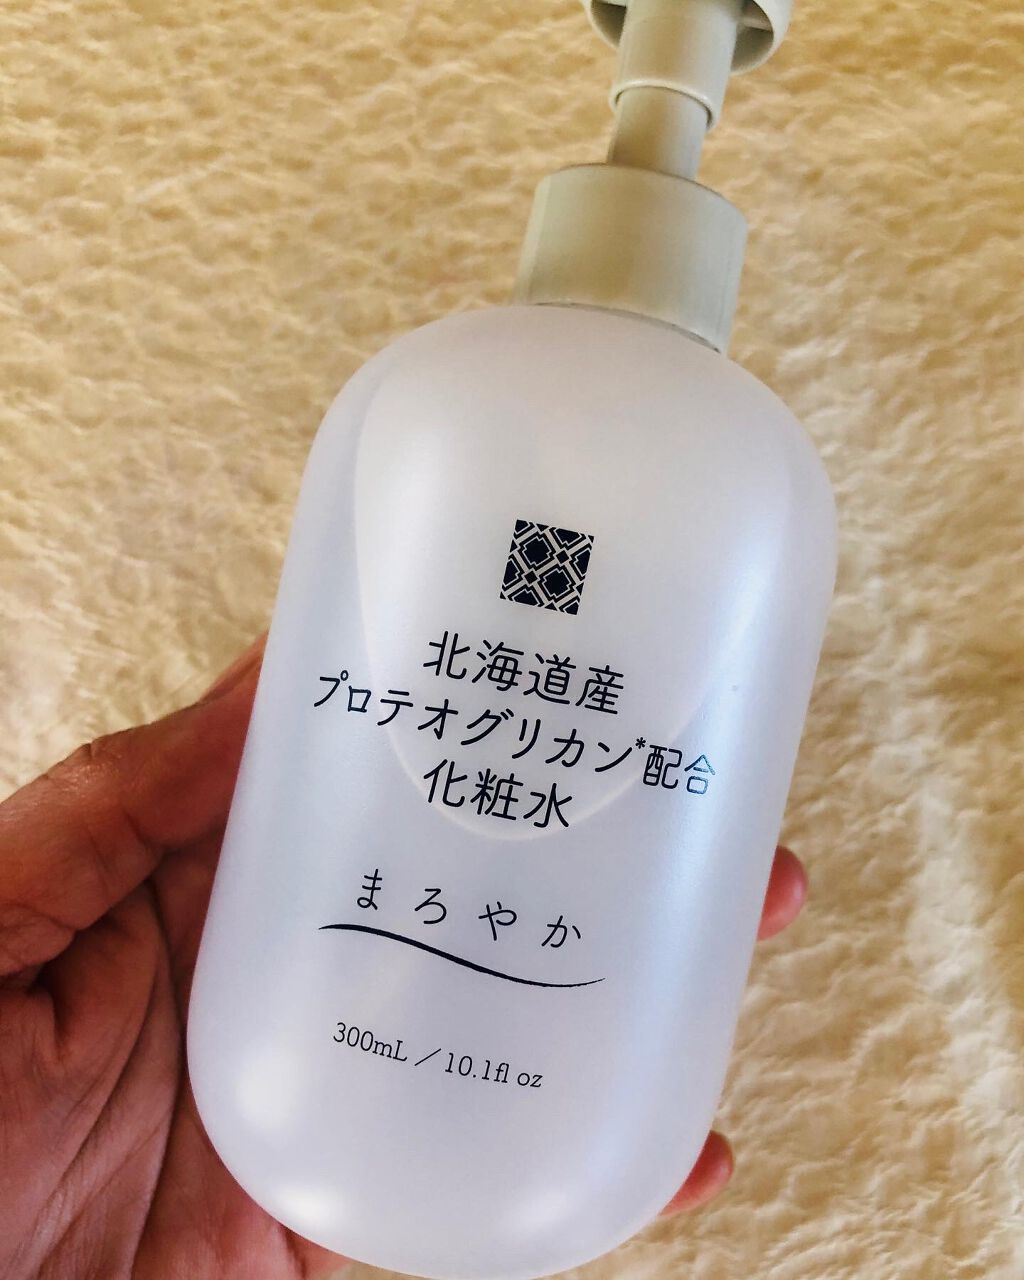 北海道産
プロテオグリカン*配合
化粧水
まろやか
300mL／10.1fl oz